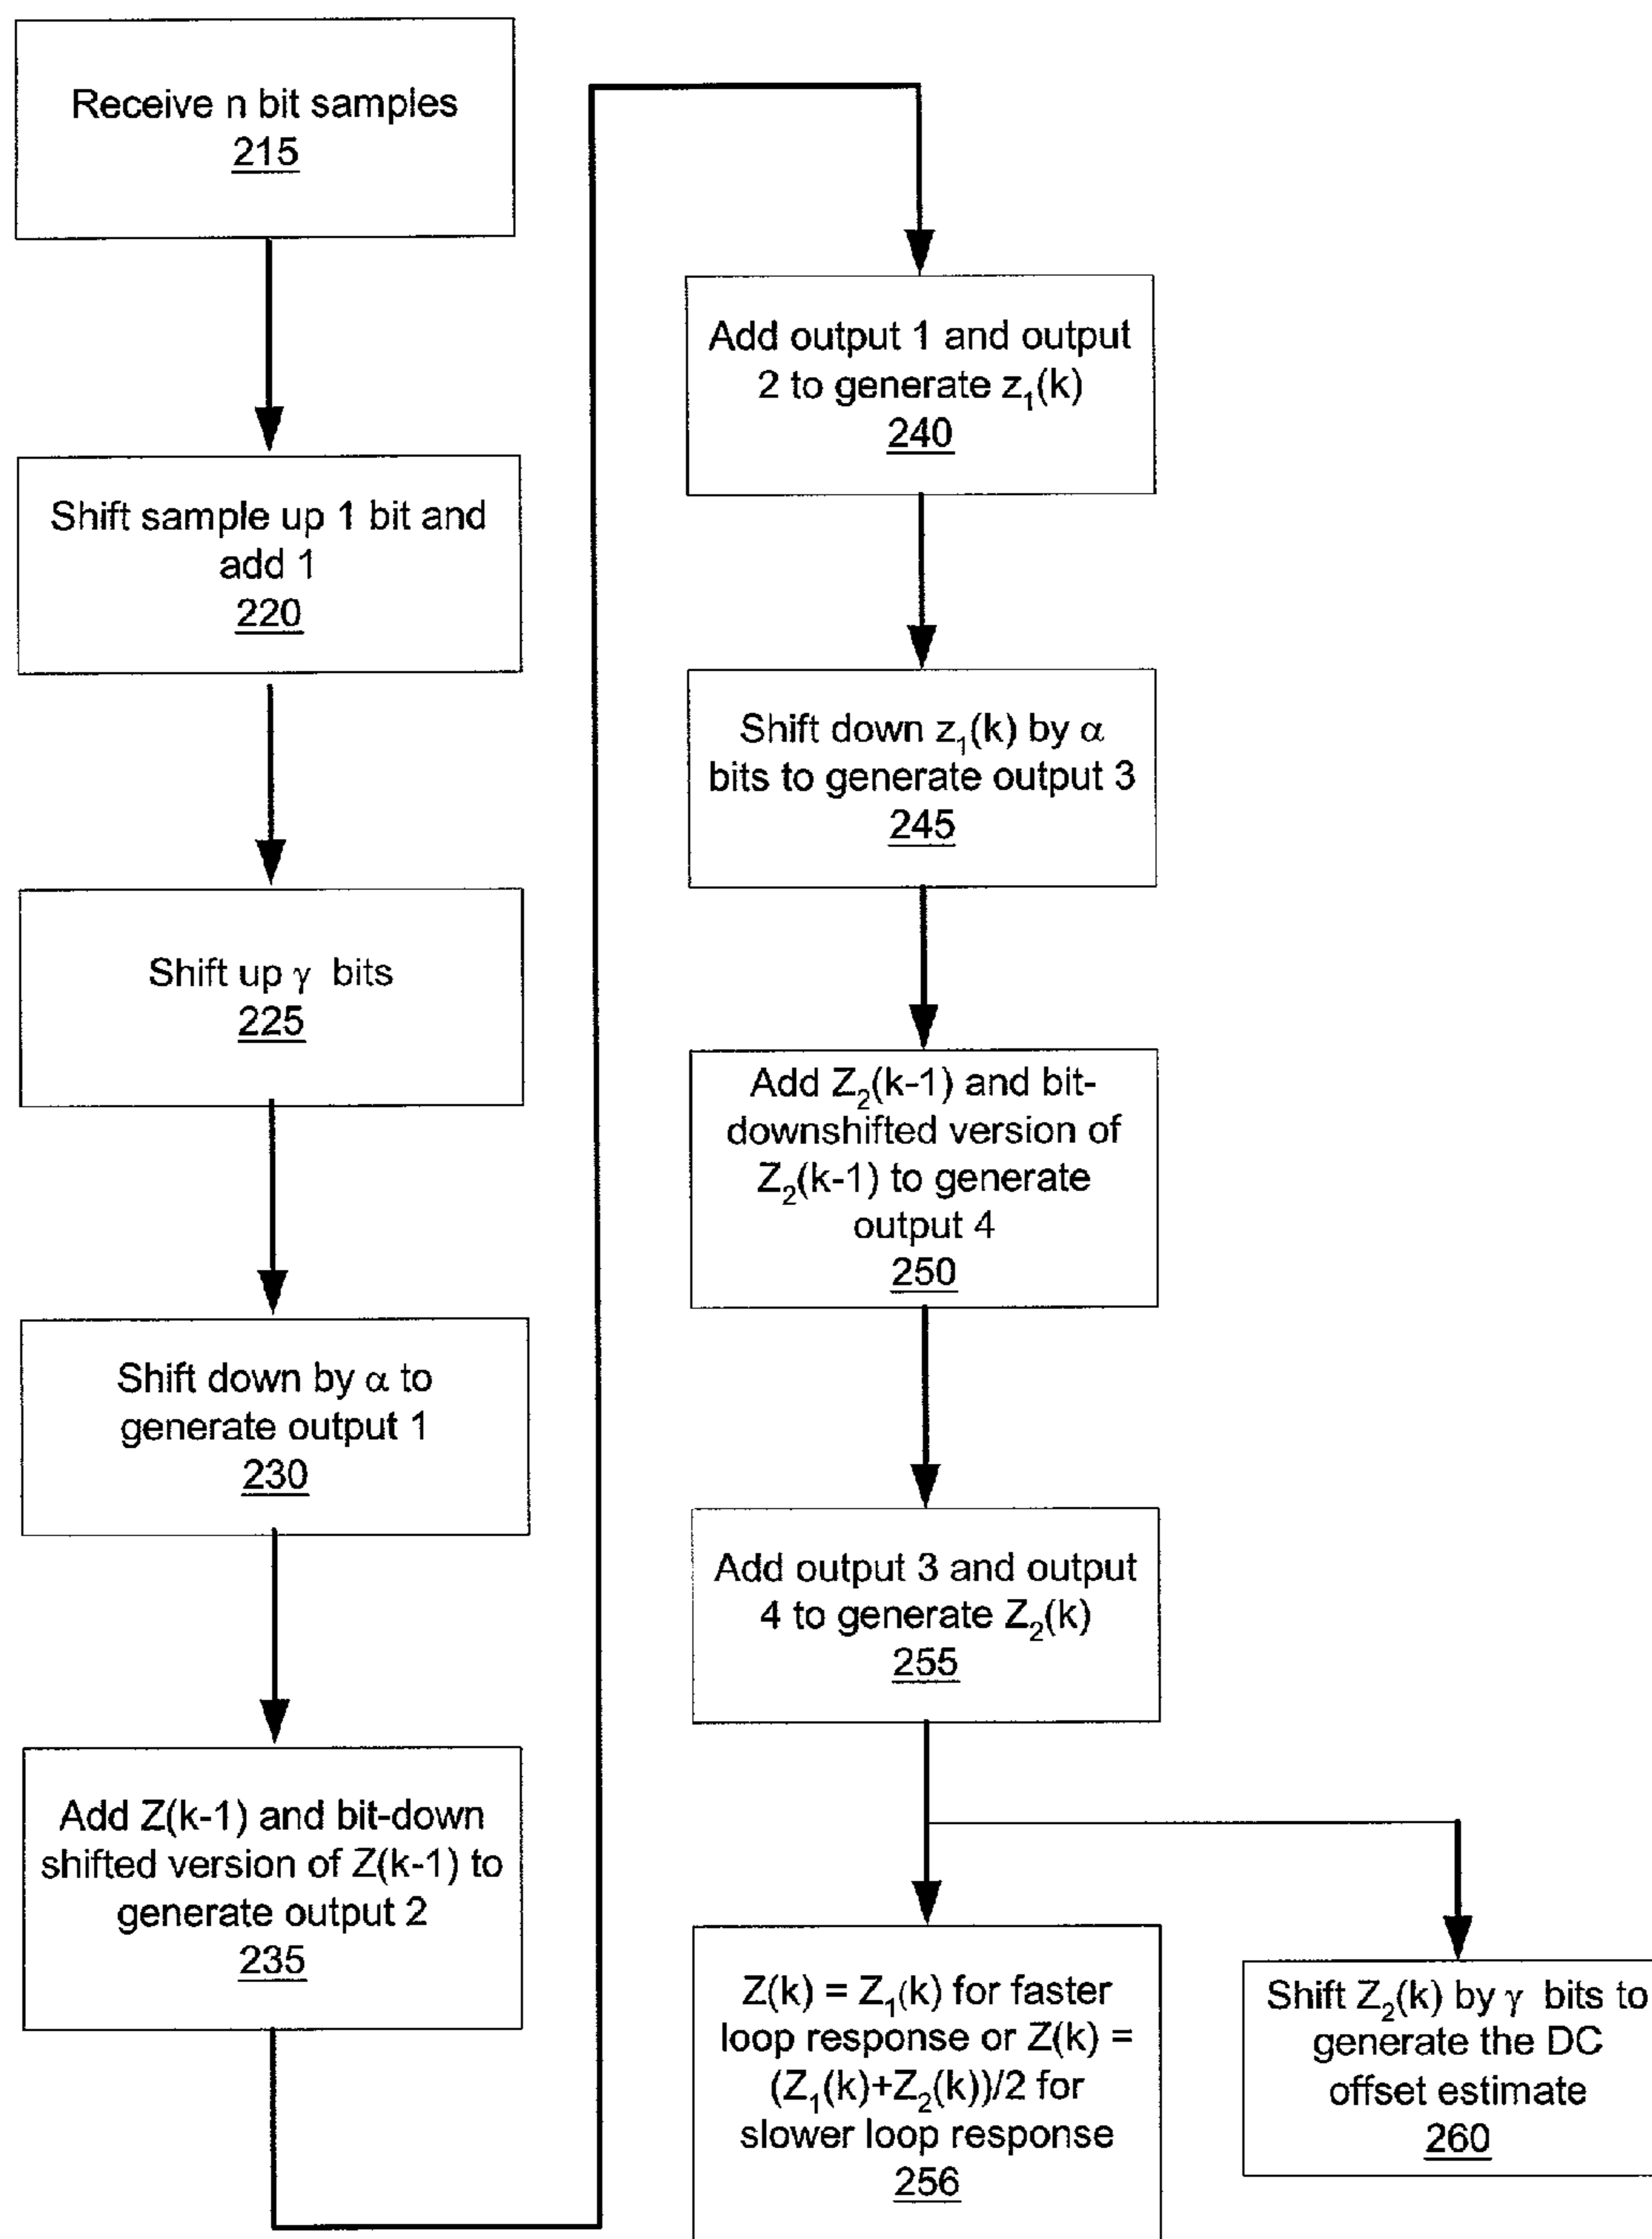 Receive n bit samples
215
Shift sample up 1 bit and
add 1
220
Shift up γ bits
225
Shift down by α to
generate output 1
230
Add Z(k-1) and bit-down
shifted version of Z(k-1) to
generate output 2
235
Add output 1 and output
2 to generate z₁(k)
240
Shift down z₁(k) by α
bits to generate output 3
245
Add Z₂(k-1) and bit-
downshifted version of
Z₂(k-1) to generate
output 4
250
Add output 3 and output
4 to generate Z₂(k)
255
Z(k) = Z₁(k) for faster
loop response or Z(k) =
(Z₁(k)+Z₂(k))/2 for
slower loop response
256
Shift Z₂(k) by γ bits to
generate the DC
offset estimate
260